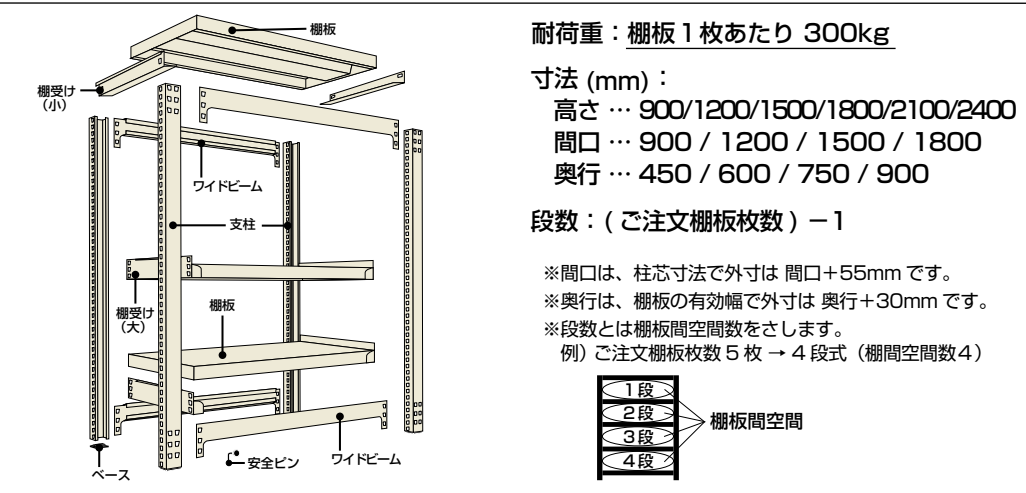 棚板
棚受け
（小）
ワイドビーム
支柱
棚受け
（大）
棚板
ベース
安全ピン
ワイドビーム
耐荷重：棚板１枚あたり 300kg
寸法 (mm)：
高さ … 900/1200/1500/1800/2100/2400
間口 … 900 / 1200 / 1500 / 1800
奥行 … 450 / 600 / 750 / 900
段数：( ご注文棚板枚数 ) −1
※間口は、柱芯寸法で外寸は 間口＋55mm です。
※奥行は、棚板の有効幅で外寸は 奥行＋30mm です。
※段数とは棚板間空間数をさします。
例) ご注文棚板枚数５枚 → ４段式（棚間空間数４）
１段
２段
３段
４段
棚板間空間